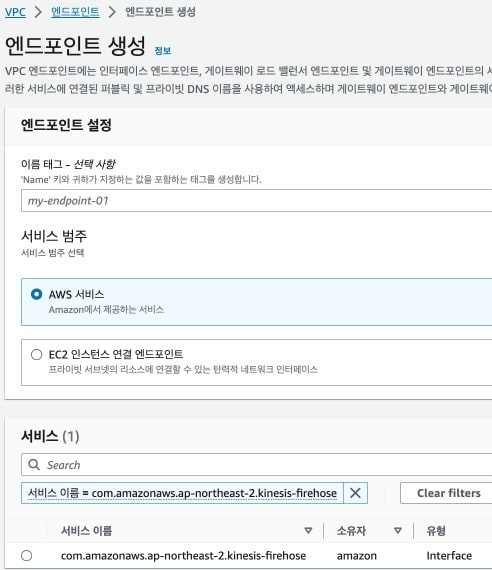 VPC > 엔드포인트 > 엔드포인트 생성
엔드포인트 생성 정보
VPC 엔드포인트에는 인터페이스 엔드포인트, 게이트웨이 로드 밸런서 엔드포인트 및 게이트웨이 엔드포인트의
러한 서비스에 연결된 퍼블릭 및 프라이빗 DNS 이름을 사용하여 액세스하며 게이트웨이 엔드포인트와 게이트웨이
엔드포인트 설정
이름 태그 - 선택 사항
'Name' 키와 귀하가 지정하는 값을 포함하는 태그를 생성합니다.
my-endpoint-01
서비스 범주
서비스 범주 선택
AWS 서비스
Amazon에서 제공하는 서비스
EC2 인스턴스 연결 엔드포인트
프라이빗 서브넷의 리소스에 연결할 수 있는 탄력적 네트워크 인터페이스
서비스 (1)
Search
서비스 이름 = com.amazonaws.ap-northeast-2.kinesis-firehose
Clear filters
서비스 이름 소유자 유형
com.amazonaws.ap-northeast-2.kinesis-firehose amazon Interface